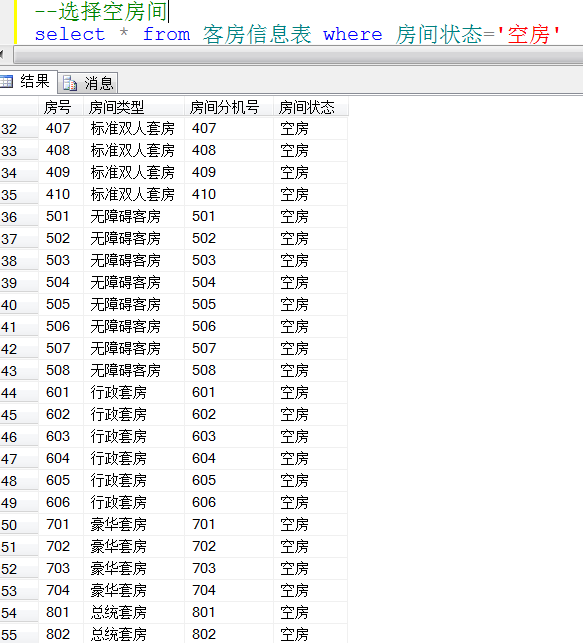 --选择空房间
select * from 客房信息表 where 房间状态='空房'
结果 消息
房号 房间类型 房间分机号 房间状态
32 407 标准双人套房 407 空房
33 408 标准双人套房 408 空房
34 409 标准双人套房 409 空房
35 410 标准双人套房 410 空房
36 501 无障碍客房 501 空房
37 502 无障碍客房 502 空房
38 503 无障碍客房 503 空房
39 504 无障碍客房 504 空房
40 505 无障碍客房 505 空房
41 506 无障碍客房 506 空房
42 507 无障碍客房 507 空房
43 508 无障碍客房 508 空房
44 601 行政套房 601 空房
45 602 行政套房 602 空房
46 603 行政套房 603 空房
47 604 行政套房 604 空房
48 605 行政套房 605 空房
49 606 行政套房 606 空房
50 701 豪华套房 701 空房
51 702 豪华套房 702 空房
52 703 豪华套房 703 空房
53 704 豪华套房 704 空房
54 801 总统套房 801 空房
55 802 总统套房 802 空房